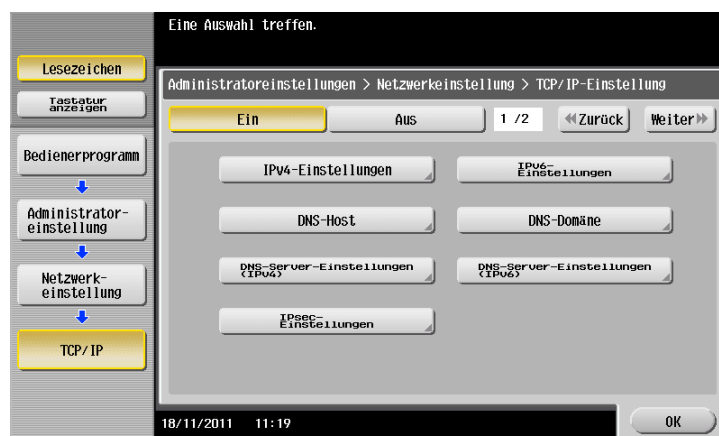 Eine Auswahl treffen.
Lesezeichen
Tastatur
anzeigen
Bedienerprogramm
Administrator-
einstellung
Netzwerk-
einstellung
TCP/IP
Administratoreinstellungen > Netzwerkeinstellung > TCP/IP-Einstellung
Ein
Aus
1 /2
Zurück
Weiter
IPv4-Einstellungen
IPv6-
Einstellungen
DNS-Host
DNS-Domäne
DNS-Server-Einstellungen
(IPv4)
DNS-Server-Einstellungen
(IPv6)
IPsec-
Einstellungen
18/11/2011 11:19
OK